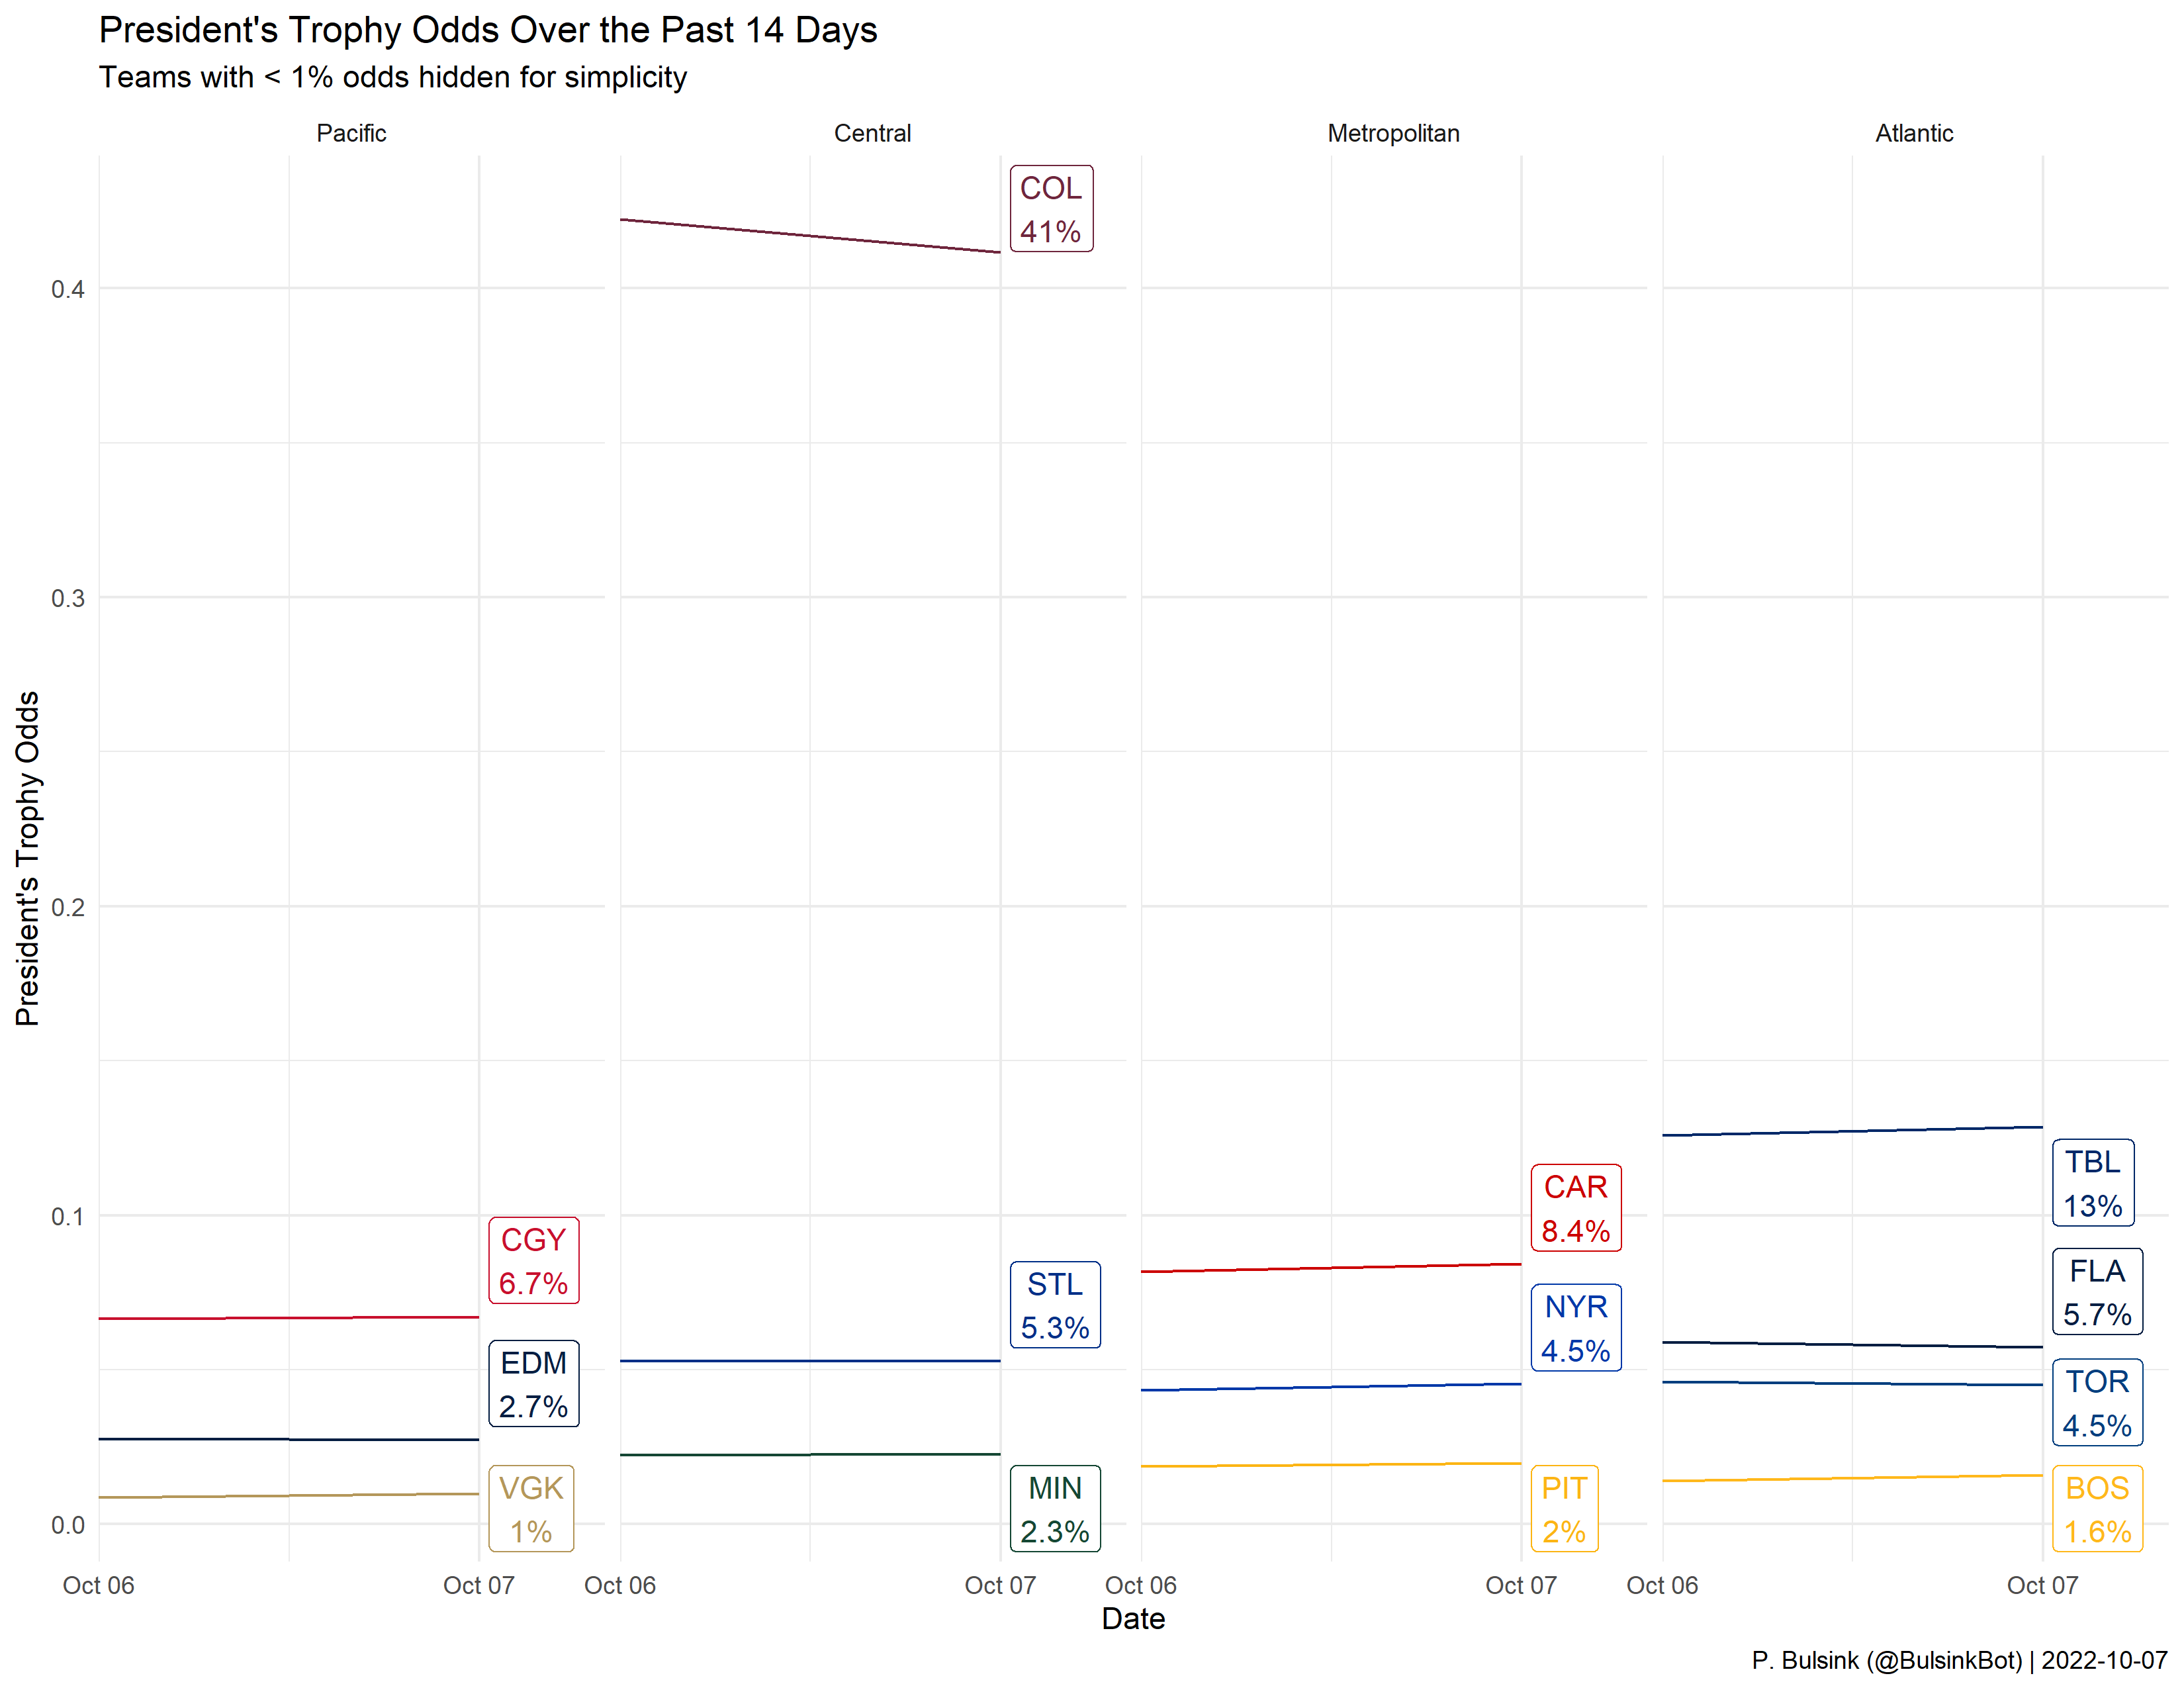 President's Trophy Odds Over the Past 14 Days
Teams with < 1% odds hidden for simplicity
Pacific
Central
Metropolitan
Atlantic
President's Trophy Odds
0.4
0.3
0.2
0.1
0.0
CGY
6.7%
EDM
2.7%
VGK
1%
COL
41%
STL
5.3%
MIN
2.3%
CAR
8.4%
NYR
4.5%
PIT
2%
TBL
13%
FLA
5.7%
TOR
4.5%
BOS
1.6%
Oct 06
Oct 07
Oct 06
Oct 07
Oct 06
Oct 07
Oct 06
Oct 07
Date
P. Bulsink (@BulsinkBot) | 2022-10-07